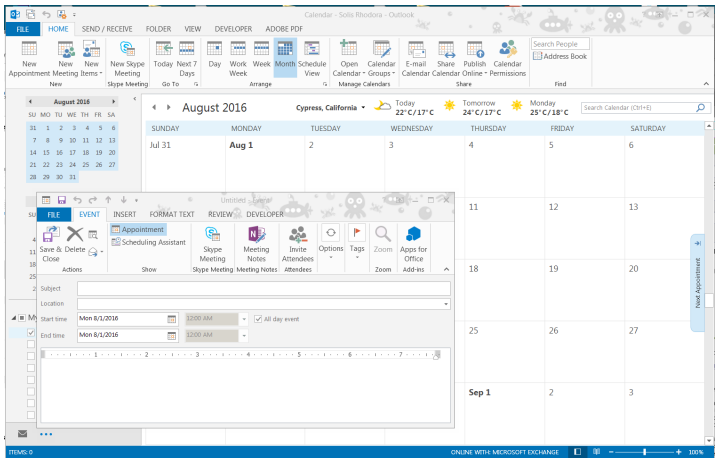 Calendar - Solis Rhodora - Outlook
FILE HOME SEND / RECEIVE FOLDER VIEW DEVELOPER ADOBE PDF
New Appointment New Meeting New Items New Skype Meeting Today Next 7 Days Day Work Week Week Month Schedule View Open Calendar Calendar Groups E-mail Calendar Share Calendar Publish Online Calendar Permissions
Search People
Address Book
New Skype Meeting Go To Arrange Manage Calendars Share Find
August 2016
SU MO TU WE TH FR SA
31 1 2 3 4 5 6
7 8 9 10 11 12 13
14 15 16 17 18 19 20
21 22 23 24 25 26 27
28 29 30 31
August 2016
Cypress, California
Today
22°C/17°C
Tomorrow
24°C/17°C
Monday
25°C/18°C
Search Calendar (Ctrl+E)
SUNDAY MONDAY TUESDAY WEDNESDAY THURSDAY FRIDAY SATURDAY
Jul 31 Aug 1 2 3 4 5 6
11 12 13
18 19 20
25 26 27
Sep 1 2 3
Next Appointment
Untitled - Event
FILE EVENT INSERT FORMAT TEXT REVIEW DEVELOPER
Save & Close Delete
Appointment
Scheduling Assistant
Skype Meeting Meeting Notes Invite Attendees Options Tags Zoom Apps for Office
Actions Show Skype Meeting Meeting Notes Attendees Zoom Add-ins
Subject
Location
Start time Mon 8/1/2016 12:00 AM All day event
End time Mon 8/1/2016 12:00 AM
1 2 3 4 5 6 7
ITEMS: 0
ONLINE WITH: MICROSOFT EXCHANGE
100%